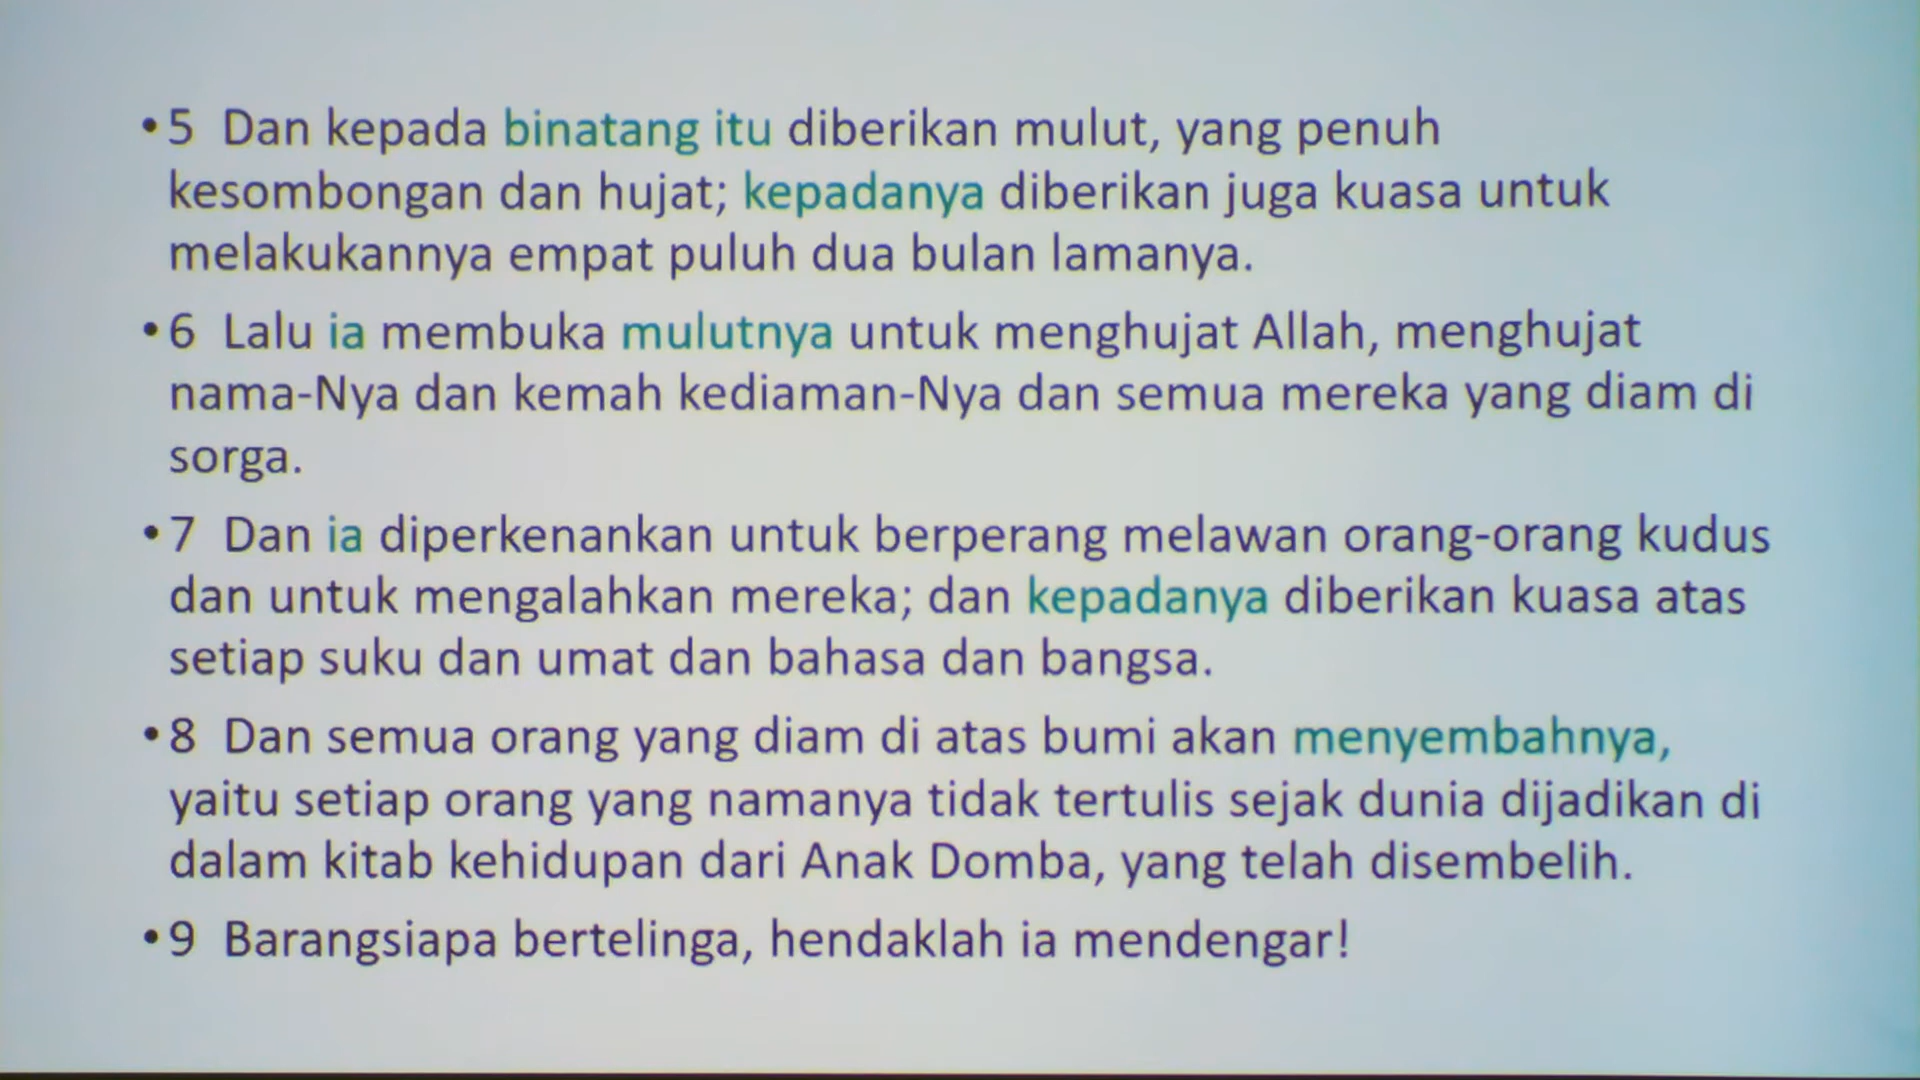 •5 Dan kepada binatang itu diberikan mulut, yang penuh
kesombongan dan hujat; kepadanya diberikan juga kuasa untuk
melakukannya empat puluh dua bulan lamanya.
•6 Lalu ia membuka mulutnya untuk menghujat Allah, menghujat
nama-Nya dan kemah kediaman-Nya dan semua mereka yang diam di
sorga.
•7 Dan ia diperkenankan untuk berperang melawan orang-orang kudus
dan untuk mengalahkan mereka; dan kepadanya diberikan kuasa atas
setiap suku dan umat dan bahasa dan bangsa.
•8 Dan semua orang yang diam di atas bumi akan menyembahnya,
yaitu setiap orang yang namanya tidak tertulis sejak dunia dijadikan di
dalam kitab kehidupan dari Anak Domba, yang telah disembelih.
•9 Barangsiapa bertelinga, hendaklah ia mendengar!